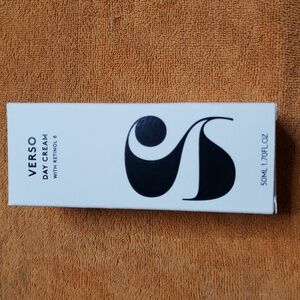 VERSO
DAY CREAM
WITH RETINOL 8
50ML 1.70FL.OZ